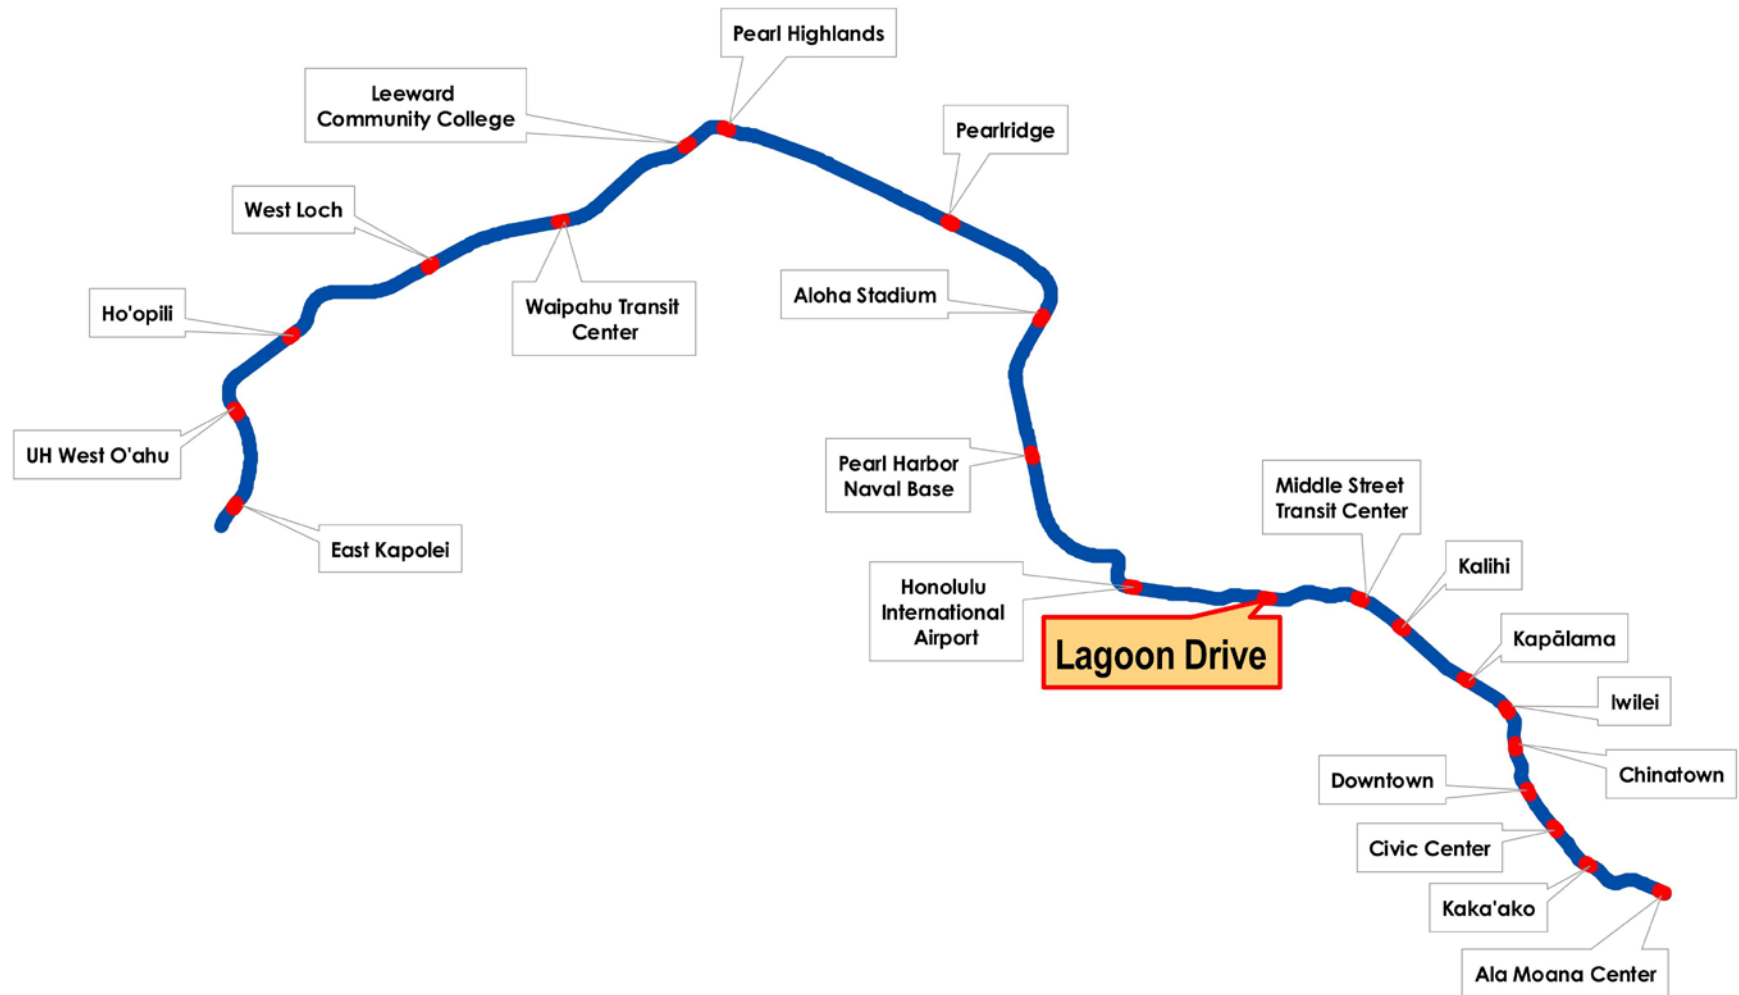 Pearl Highlands
Leeward
Community College
Pearlridge
West Loch
Aloha Stadium
Ho'opili
Waipahu Transit
Center
UH West O'ahu
Pearl Harbor
Naval Base
Middle Street
Transit Center
East Kapolei
Kalihi
Honolulu
International
Airport
Lagoon Drive
Kapālama
Iwilei
Chinatown
Downtown
Civic Center
Kaka'ako
Ala Moana Center